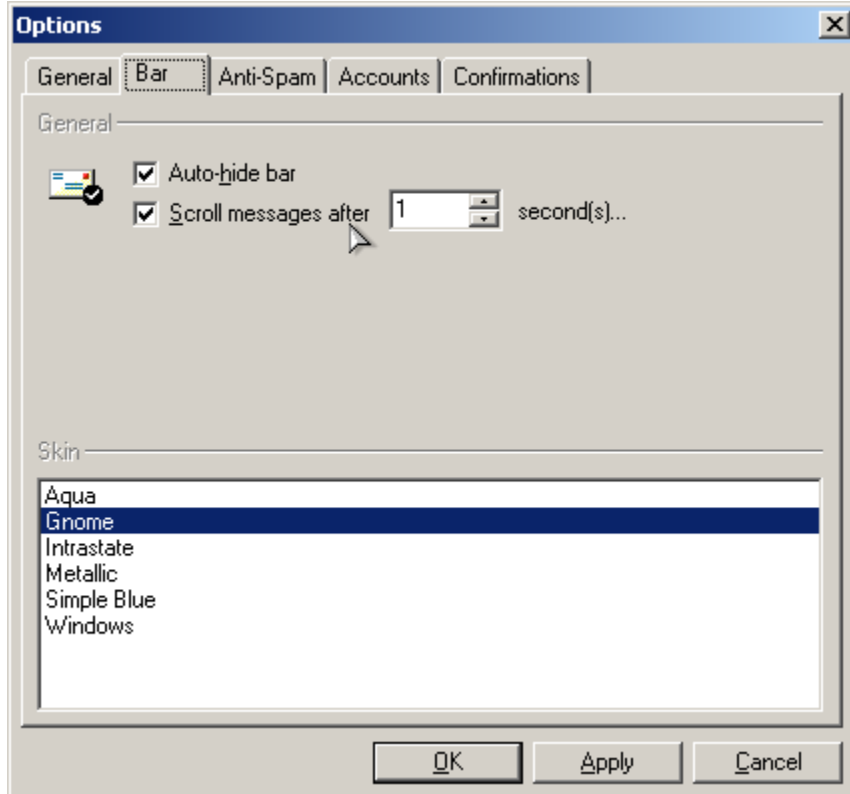 Options
General Bar Anti-Spam Accounts Confirmations
General
Auto-hide bar
Scroll messages after 1 second(s)...
Skin
Aqua
Gnome
Intrastate
Metallic
Simple Blue
Windows
OK Apply Cancel